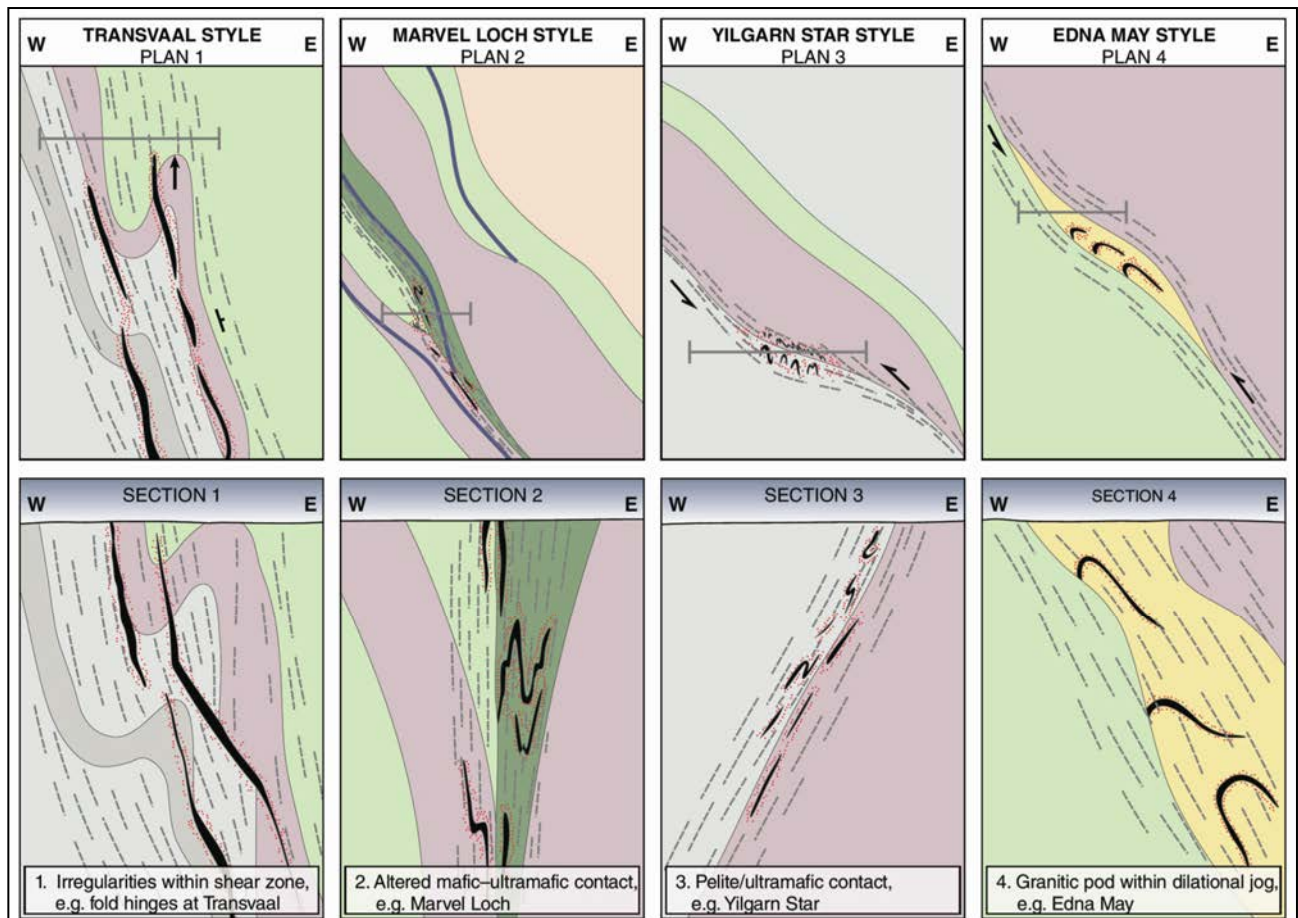 TRANSVAAL STYLE
W PLAN 1 E
MARVEL LOCH STYLE
W PLAN 2 E
YILGARN STAR STYLE
W PLAN 3 E
EDNA MAY STYLE
W PLAN 4 E
W SECTION 1 E
W SECTION 2 E
W SECTION 3 E
W SECTION 4 E
1. Irregularities within shear zone,
e.g. fold hinges at Transvaal
2. Altered mafic–ultramafic contact,
e.g. Marvel Loch
3. Pelite/ultramafic contact,
e.g. Yilgarn Star
4. Granitic pod within dilational jog,
e.g. Edna May